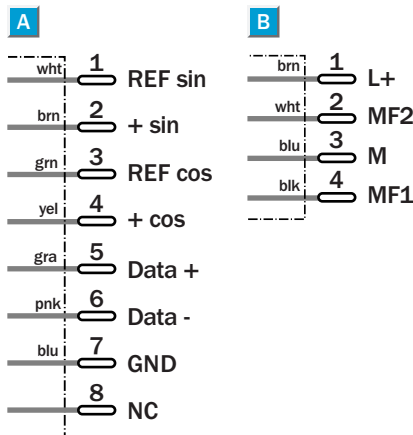 A
wht 1 REF sin
brn 2 + sin
grn 3 REF cos
yel 4 + cos
gra 5 Data +
pnk 6 Data -
blu 7 GND
8 NC
B
brn 1 L+
wht 2 MF2
blu 3 M
blk 4 MF1